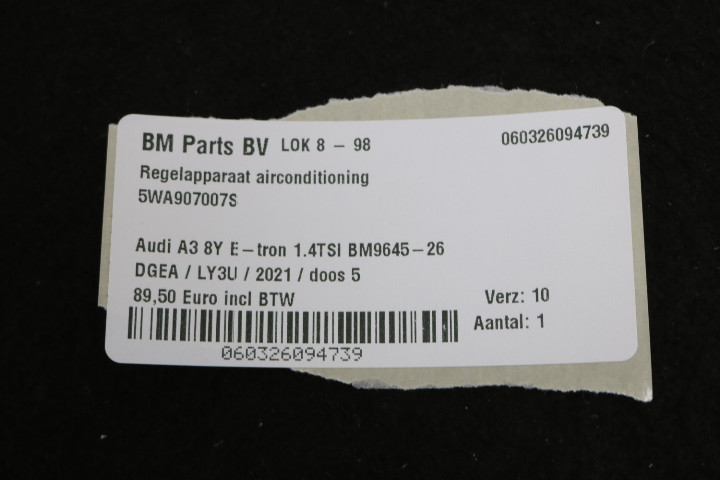 BM Parts BV LOK 8 – 98 060326094739
Regelapparaat airconditioning
5WA907007S
Audi A3 8Y E–tron 1.4TSI BM9645–26
DGEA / LY3U / 2021 / doos 5
89,50 Euro incl BTW Verz: 10
Aantal: 1
060326094739